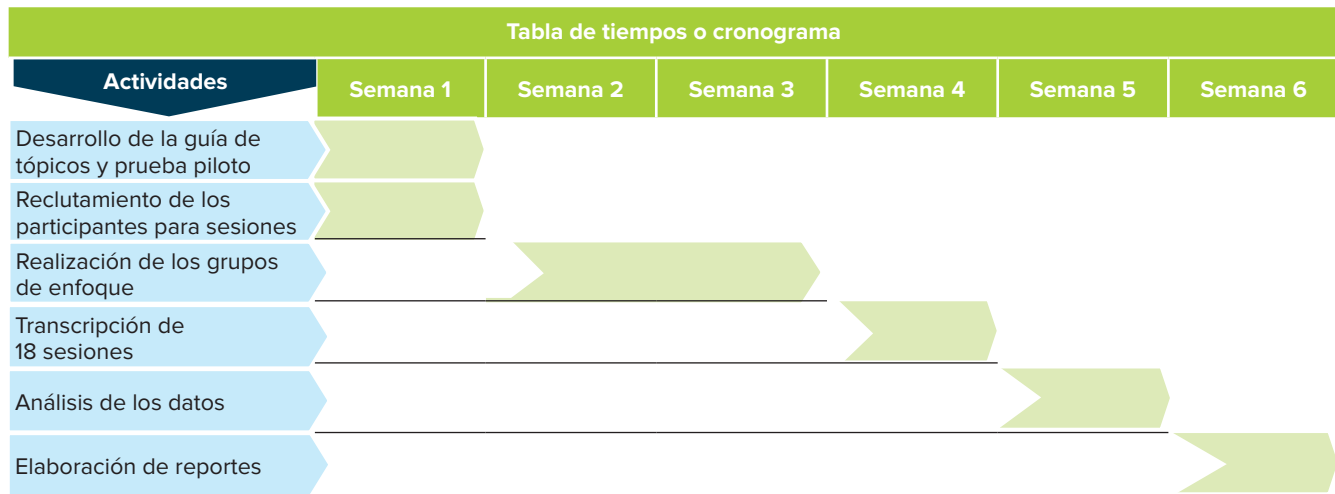 Tabla de tiempos o cronograma
Actividades
Semana 1
Semana 2
Semana 3
Semana 4
Semana 5
Semana 6
Desarrollo de la guía de
tópicos y prueba piloto
Reclutamiento de los
participantes para sesiones
Realización de los grupos
de enfoque
Transcripción de
18 sesiones
Análisis de los datos
Elaboración de reportes